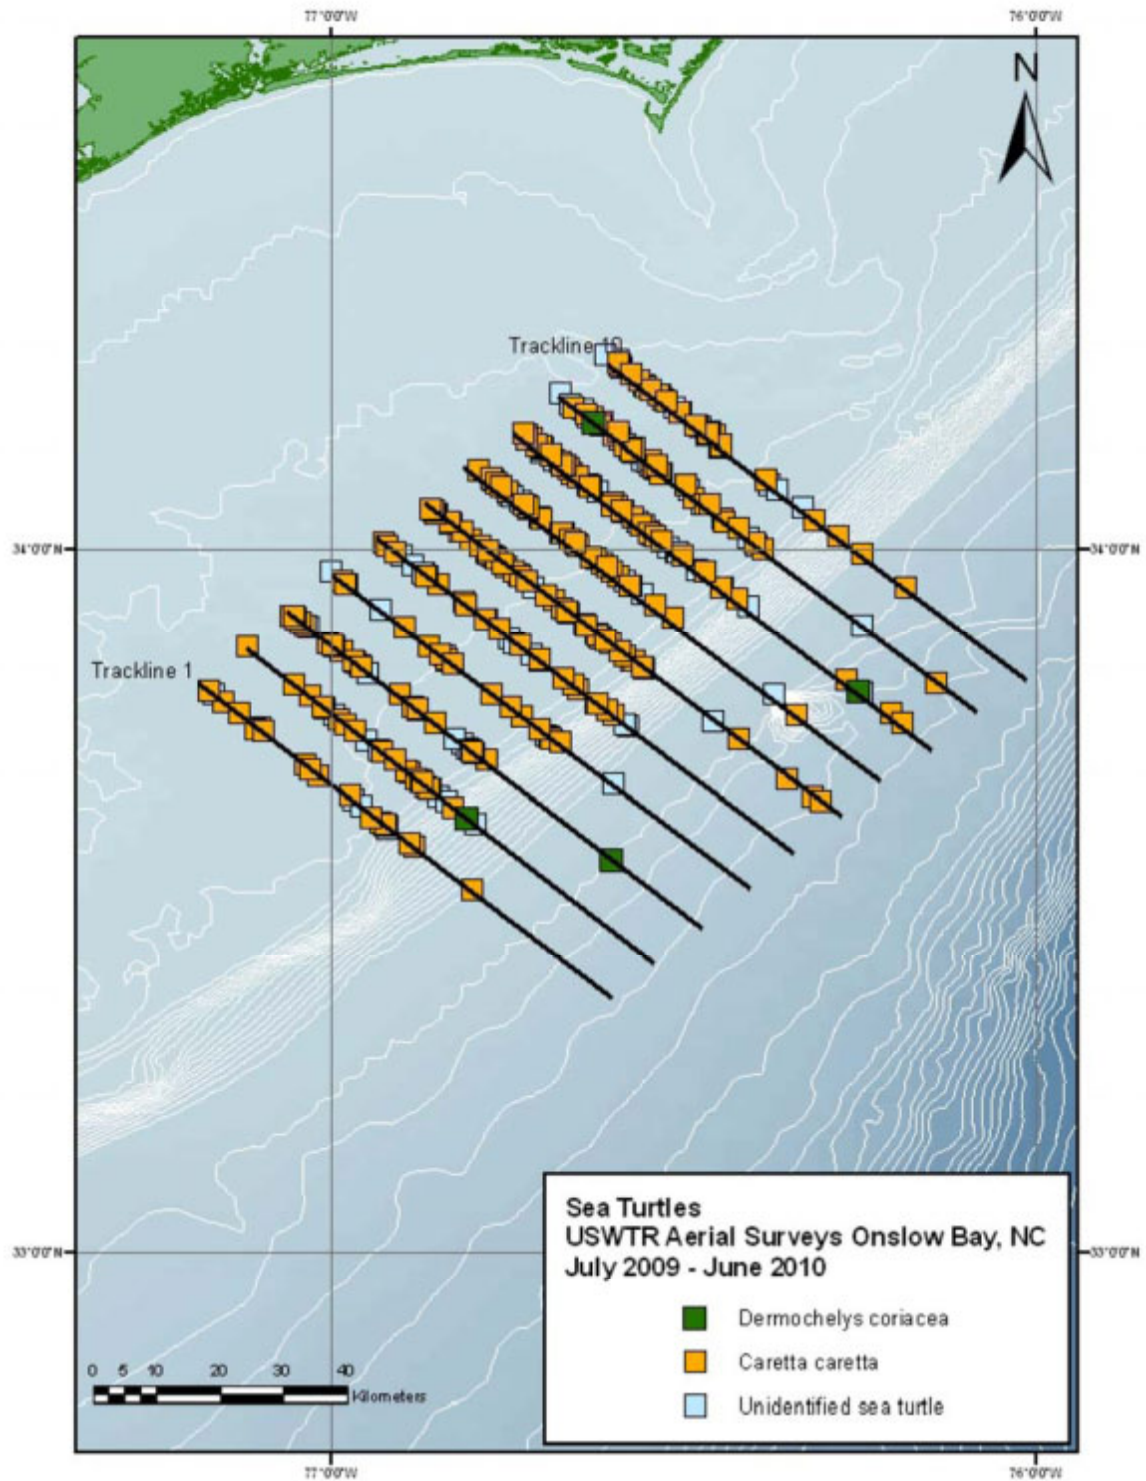 77°0'0"W
76°0'0"W
N
Trackline 10
34°0'0"N
34°0'0"N
Trackline 1
33°0'0"N
33°0'0"N
Sea Turtles
USWTR Aerial Surveys Onslow Bay, NC
July 2009 - June 2010
Dermochelys coriacea
Caretta caretta
Unidentified sea turtle
0 5 10 20 30 40
Kilometers
77°0'0"W
76°0'0"W